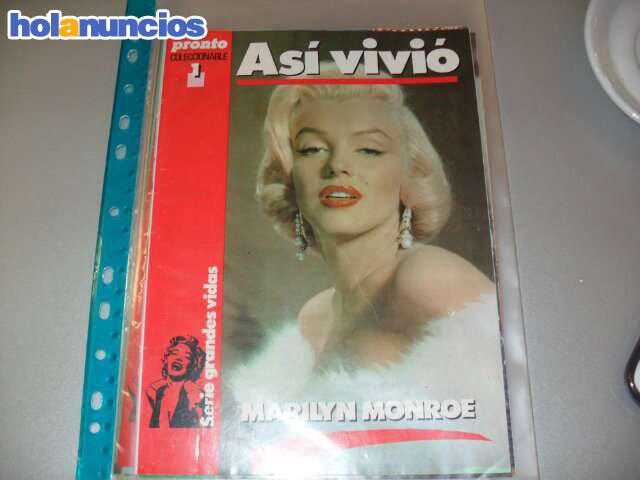 holanuncios
pronto
COLECCIONABLE
1
Así vivió
Serie grandes vidas
MARILYN MONROE